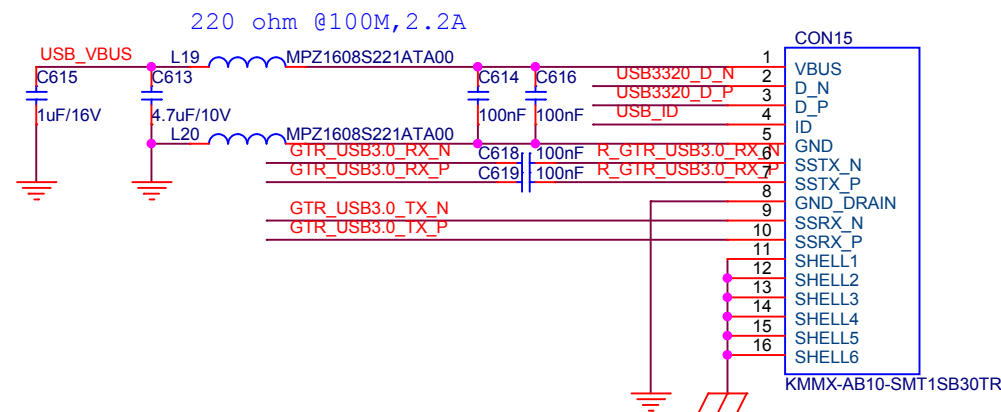 220 ohm @100M,2.2A
CON15
USB_VBUS L19 MPZ1608S221ATA00 1 VBUS
C615 C613 C614 C616 USB3320_D_N 2 D_N
USB3320_D_P 3 D_P
1uF/16V 4.7uF/10V 100nF 100nF USB_ID 4 ID
L20 MPZ1608S221ATA00 5 GND
GTR_USB3.0_RX_N C618 100nF R_GTR_USB3.0_RX_N 6 SSTX_N
GTR_USB3.0_RX_P C619 100nF R_GTR_USB3.0_RX_P 7 SSTX_P
8 GND_DRAIN
GTR_USB3.0_TX_N 9 SSRX_N
GTR_USB3.0_TX_P 10 SSRX_P
11 SHELL1
12 SHELL2
13 SHELL3
14 SHELL4
15 SHELL5
16 SHELL6
KMMX-AB10-SMT1SB30TR